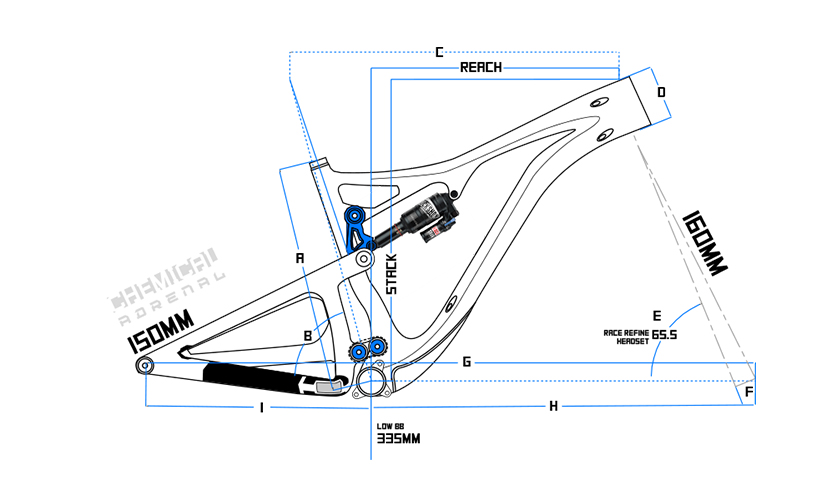 C
REACH
D
160MM
A
STACK
CHEMICAL
ADRENAL
150MM
B
E
RACE REFINE
HEADSET
65.5
G
F
I
H
LOW BB
335MM